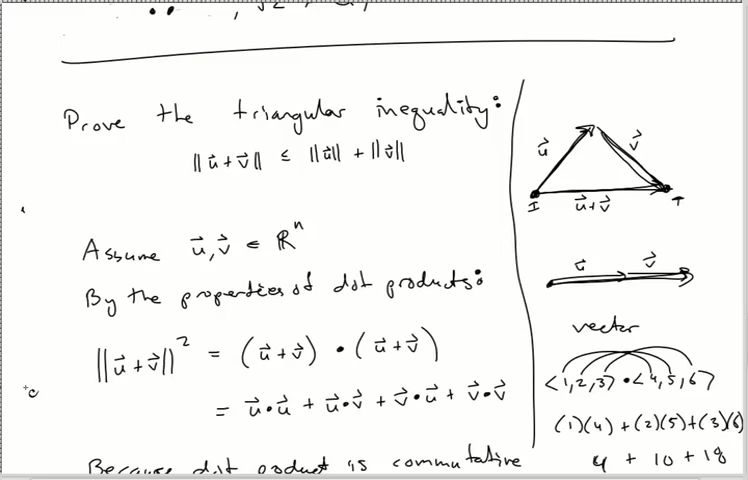 Prove the triangular inequality:
||u⃗ + v⃗|| ≤ ||u⃗|| + ||v⃗||
Assume u⃗, v⃗ ∈ ℝⁿ
By the properties of dot products:
||u⃗ + v⃗||² = (u⃗ + v⃗) • (u⃗ + v⃗)
= u⃗•u⃗ + u⃗•v⃗ + v⃗•u⃗ + v⃗•v⃗
Because dot product is commutative
u⃗
v⃗
I
u⃗+v⃗
T
u⃗
v⃗
vector
<1,2,3> • <4,5,6>
(1)(4) + (2)(5) + (3)(6)
4 + 10 + 18